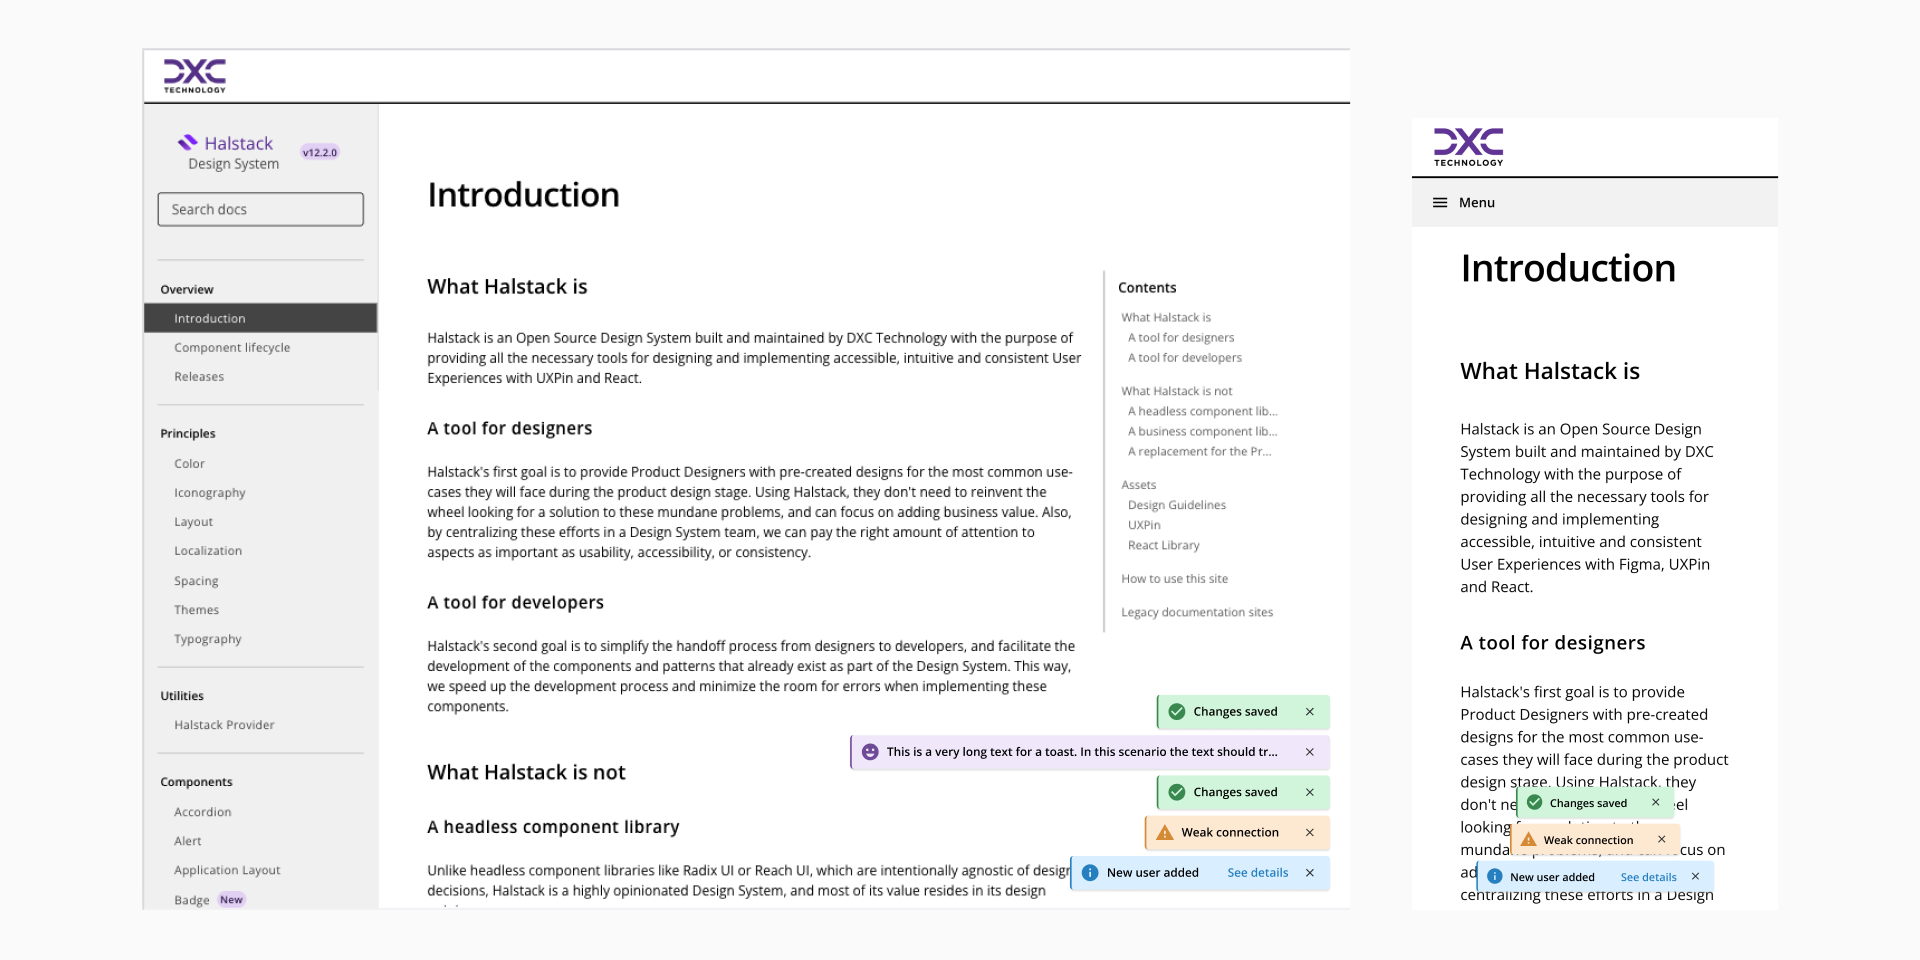 DXC
TECHNOLOGY
Halstack
Design System
v12.2.0
Search docs
Overview
Introduction
Component lifecycle
Releases
Principles
Color
Iconography
Layout
Localization
Spacing
Themes
Typography
Utilities
Halstack Provider
Components
Accordion
Alert
Application Layout
Badge New
Introduction
What Halstack is
Halstack is an Open Source Design System built and maintained by DXC Technology with the purpose of
providing all the necessary tools for designing and implementing accessible, intuitive and consistent User
Experiences with UXPin and React.
A tool for designers
Halstack's first goal is to provide Product Designers with pre-created designs for the most common use-
cases they will face during the product design stage. Using Halstack, they don't need to reinvent the
wheel looking for a solution to these mundane problems, and can focus on adding business value. Also,
by centralizing these efforts in a Design System team, we can pay the right amount of attention to
aspects as important as usability, accessibility, or consistency.
A tool for developers
Halstack's second goal is to simplify the handoff process from designers to developers, and facilitate the
development of the components and patterns that already exist as part of the Design System. This way,
we speed up the development process and minimize the room for errors when implementing these
components.
What Halstack is not
A headless component library
Unlike headless component libraries like Radix UI or Reach UI, which are intentionally agnostic of design
decisions, Halstack is a highly opinionated Design System, and most of its value resides in its design
Contents
What Halstack is
A tool for designers
A tool for developers
What Halstack is not
A headless component lib...
A business component lib...
A replacement for the Pr...
Assets
Design Guidelines
UXPin
React Library
How to use this site
Legacy documentation sites
Changes saved
This is a very long text for a toast. In this scenario the text should tr...
Changes saved
Weak connection
New user added See details
DXC
TECHNOLOGY
Menu
Introduction
What Halstack is
Halstack is an Open Source Design
System built and maintained by DXC
Technology with the purpose of
providing all the necessary tools for
designing and implementing
accessible, intuitive and consistent
User Experiences with Figma, UXPin
and React.
A tool for designers
Halstack's first goal is to provide
Product Designers with pre-created
designs for the most common use-
cases they will face during the product
design stage. Using Halstack, they
don't
looking
on
centralizing these efforts in a Design
Changes saved
Weak connection
New user added See details